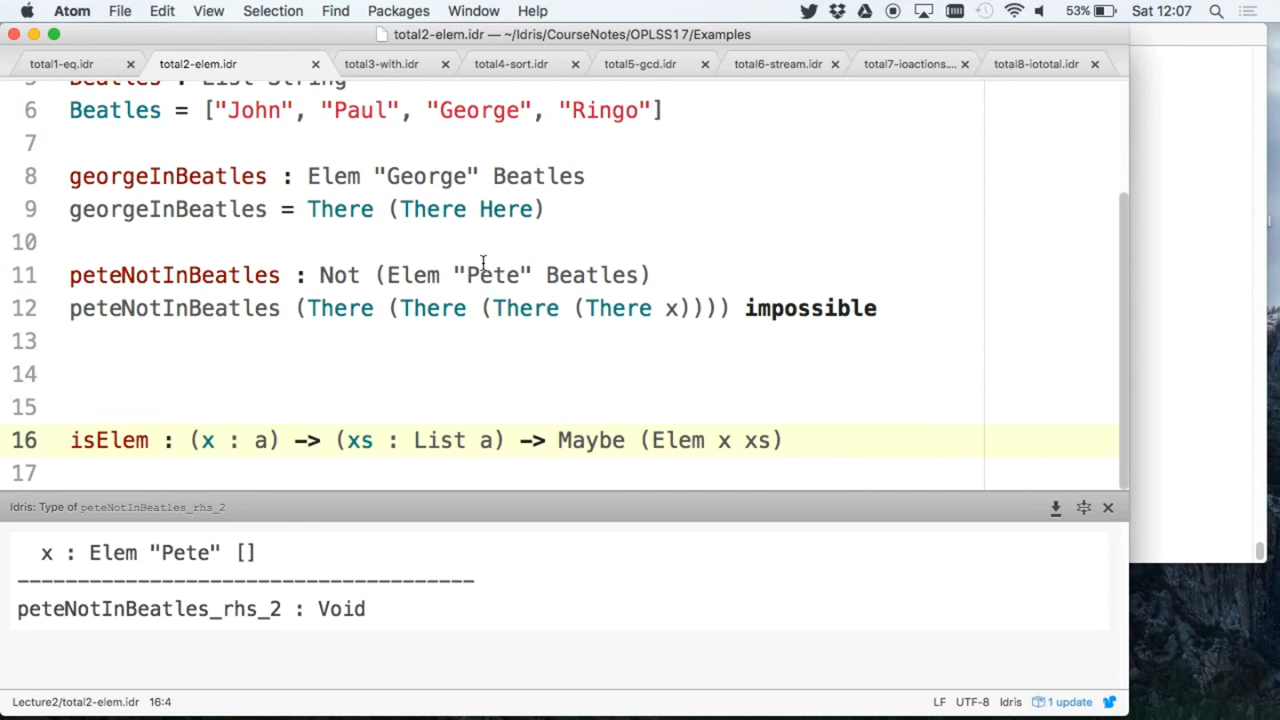 Atom File Edit View Selection Find Packages Window Help 53% Sat 12:07
total2-elem.idr — ~/Idris/CourseNotes/OPLSS17/Examples
total1-eq.idr total2-elem.idr total3-with.idr total4-sort.idr total5-gcd.idr total6-stream.idr total7-ioactions.... total8-iototal.idr
5 Beatles : List String
6 Beatles = ["John", "Paul", "George", "Ringo"]
7
8 georgeInBeatles : Elem "George" Beatles
9 georgeInBeatles = There (There Here)
10
11 peteNotInBeatles : Not (Elem "Pete" Beatles)
12 peteNotInBeatles (There (There (There (There x)))) impossible
13
14
15
16 isElem : (x : a) -> (xs : List a) -> Maybe (Elem x xs)
17
Idris: Type of peteNotInBeatles_rhs_2
x : Elem "Pete" []
--------------------------------------
peteNotInBeatles_rhs_2 : Void
Lecture2/total2-elem.idr 16:4 LF UTF-8 Idris 1 update